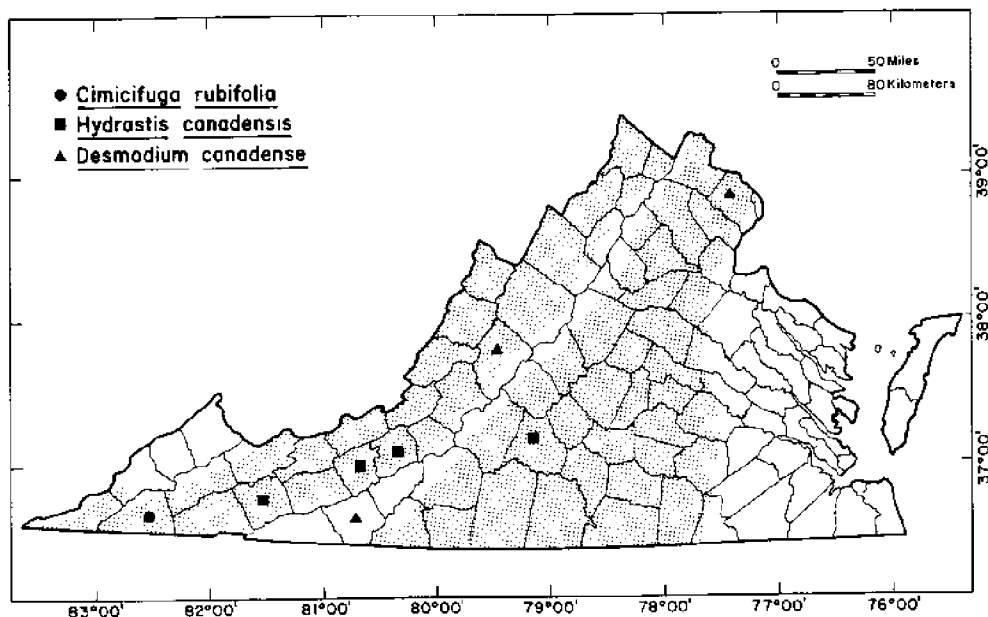 0 50 Miles
0 80 Kilometers
● Cimicifuga rubifolia
■ Hydrastis canadensis
▲ Desmodium canadense
39°00'
38°00'
37°00'
83°00' 82°00' 81°00' 80°00' 79°00' 78°00' 77°00' 76°00'